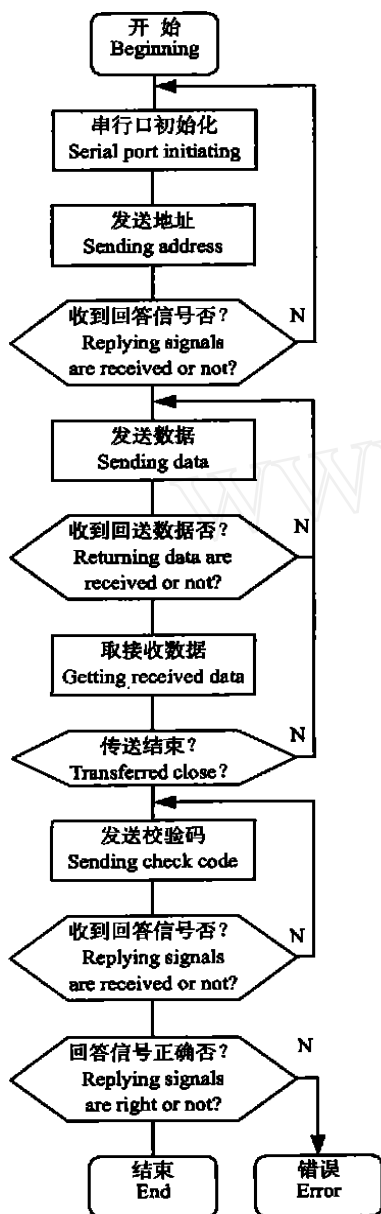 开 始
Beginning
串行口初始化
Serial port initiating
发送地址
Sending address
收到回答信号否?
Replying signals
are received or not?
N
发送数据
Sending data
收到回送数据否?
Returning data are
received or not?
N
取接收数据
Getting received data
传送结束?
Transferred close?
N
发送校验码
Sending check code
收到回答信号否?
Replying signals
are received or not?
N
回答信号正确否?
Replying signals
are right or not?
N
结束
End
错误
Error